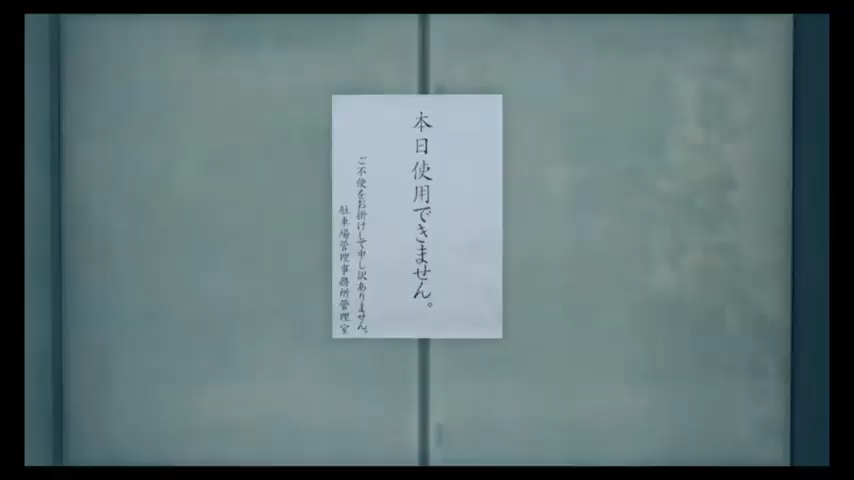 本日使用できません。
ご不便をお掛けして申し訳ありません。
駐車場管理事務所管理室